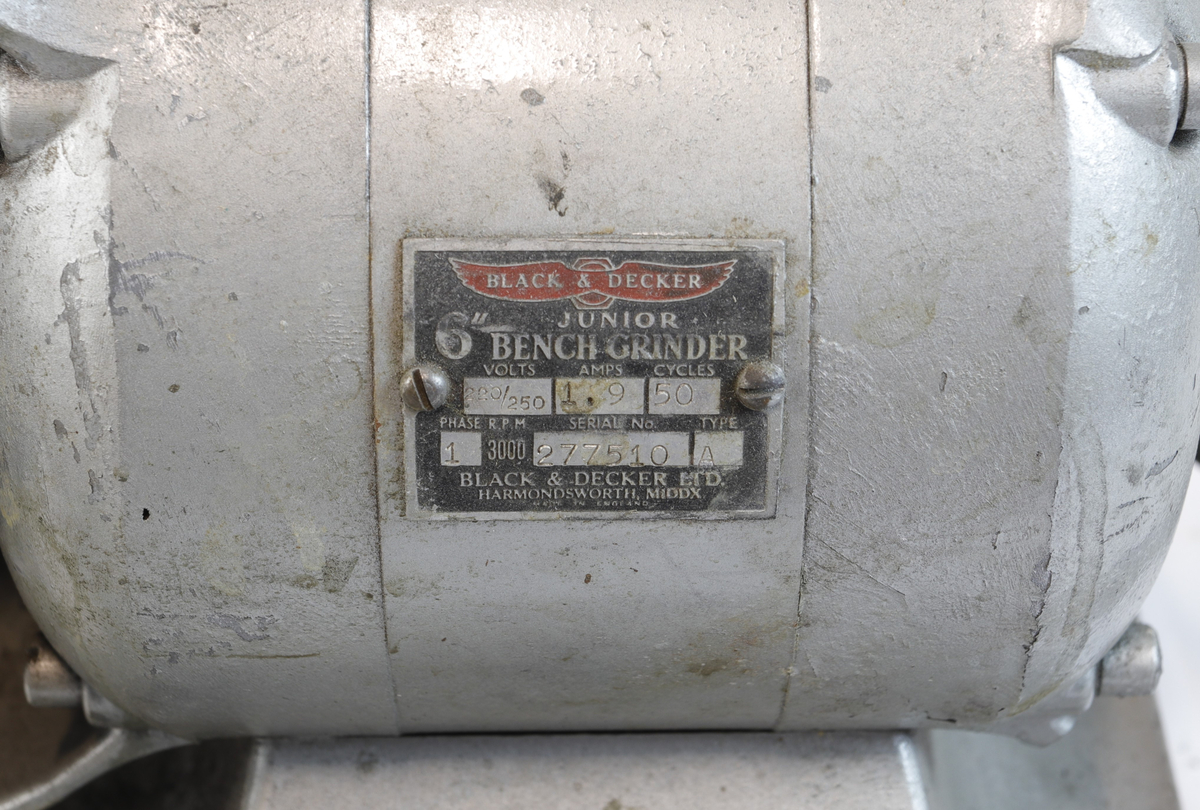 BLACK & DECKER
JUNIOR
6" BENCH GRINDER
VOLTS AMPS CYCLES
220/250 1.9 50
PHASE R.P.M SERIAL No. TYPE
1 3000 277510 A
BLACK & DECKER LTD.
HARMONDSWORTH, MIDDX
MADE IN ENGLAND